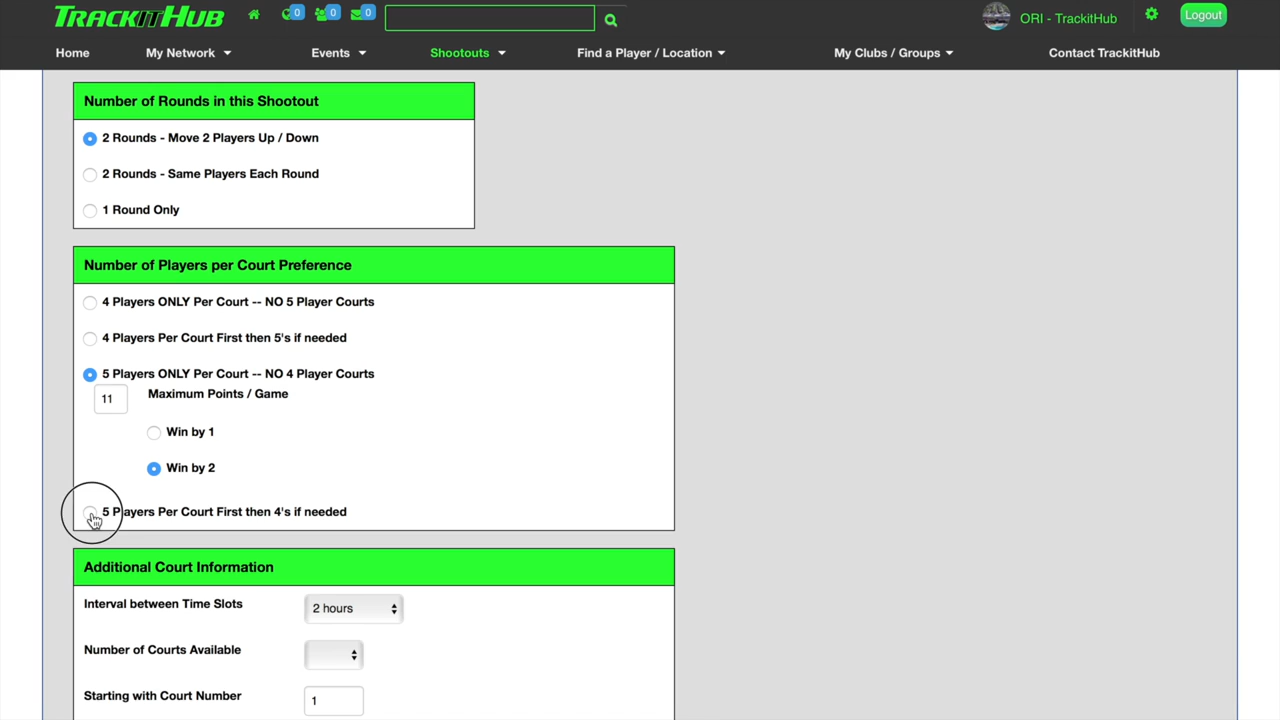 TRACKITHUB
0 0 0
ORI - TrackitHub
Logout
Home My Network Events Shootouts Find a Player / Location My Clubs / Groups Contact TrackitHub
Number of Rounds in this Shootout
2 Rounds - Move 2 Players Up / Down
2 Rounds - Same Players Each Round
1 Round Only
Number of Players per Court Preference
4 Players ONLY Per Court -- NO 5 Player Courts
4 Players Per Court First then 5's if needed
5 Players ONLY Per Court -- NO 4 Player Courts
11 Maximum Points / Game
Win by 1
Win by 2
5 Players Per Court First then 4's if needed
Additional Court Information
Interval between Time Slots 2 hours
Number of Courts Available
Starting with Court Number 1